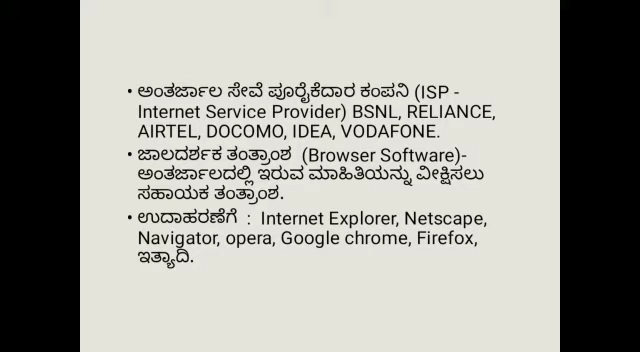 • ಅಂತರ್ಜಾಲ ಸೇವೆ ಪೂರೈಕೆದಾರ ಕಂಪನಿ (ISP -
Internet Service Provider) BSNL, RELIANCE,
AIRTEL, DOCOMO, IDEA, VODAFONE.
• ಜಾಲದರ್ಶಕ ತಂತ್ರಾಂಶ (Browser Software)-
ಅಂತರ್ಜಾಲದಲ್ಲಿ ಇರುವ ಮಾಹಿತಿಯನ್ನು ವೀಕ್ಷಿಸಲು
ಸಹಾಯಕ ತಂತ್ರಾಂಶ.
• ಉದಾಹರಣೆಗೆ : Internet Explorer, Netscape,
Navigator, opera, Google chrome, Firefox,
ಇತ್ಯಾದಿ.